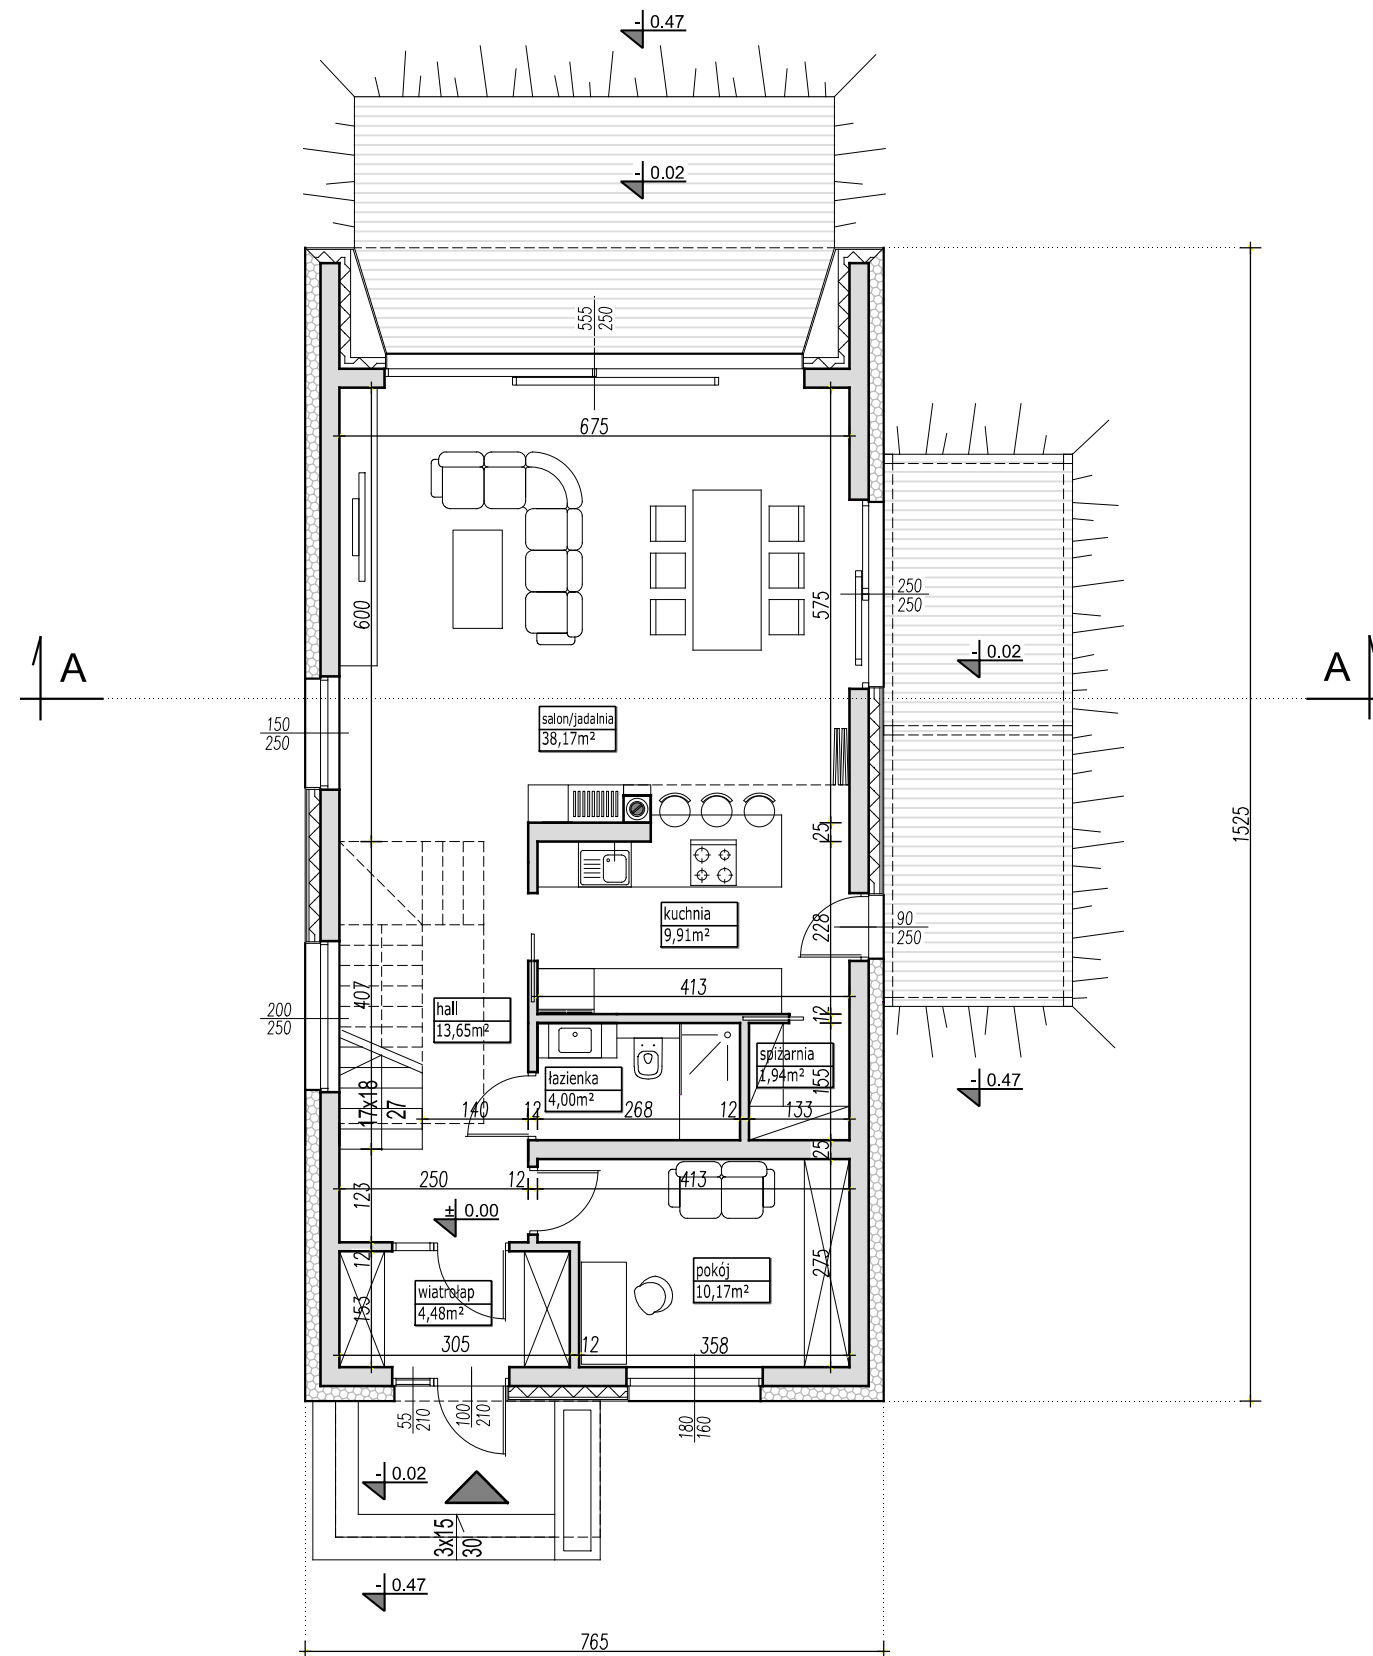 - 0.47
- 0.02
555
250
675
600
575
250
250
- 0.02
A
A
150
250
salon/jadalnia
38,17m²
25
1525
kuchnia
9,91m²
228
90
250
413
407
200
250
hall
13,65m²
12
spiżarnia
1,94m²
155
łazienka
4,00m²
- 0.47
17x18
27
140
12
268
12
133
25
250
12
413
123
± 0.00
12
wiatrołap
4,48m²
153
pokój
10,17m²
275
305
12
358
55
210
100
210
180
160
- 0.02
3x15
30
- 0.47
765